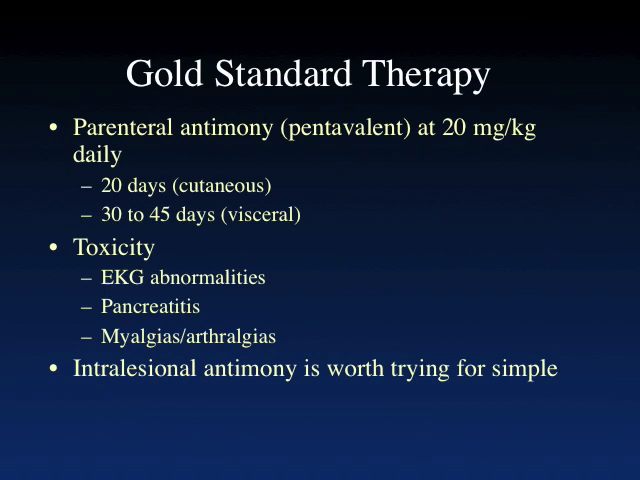 Gold Standard Therapy
• Parenteral antimony (pentavalent) at 20 mg/kg
daily
– 20 days (cutaneous)
– 30 to 45 days (visceral)
• Toxicity
– EKG abnormalities
– Pancreatitis
– Myalgias/arthralgias
• Intralesional antimony is worth trying for simple